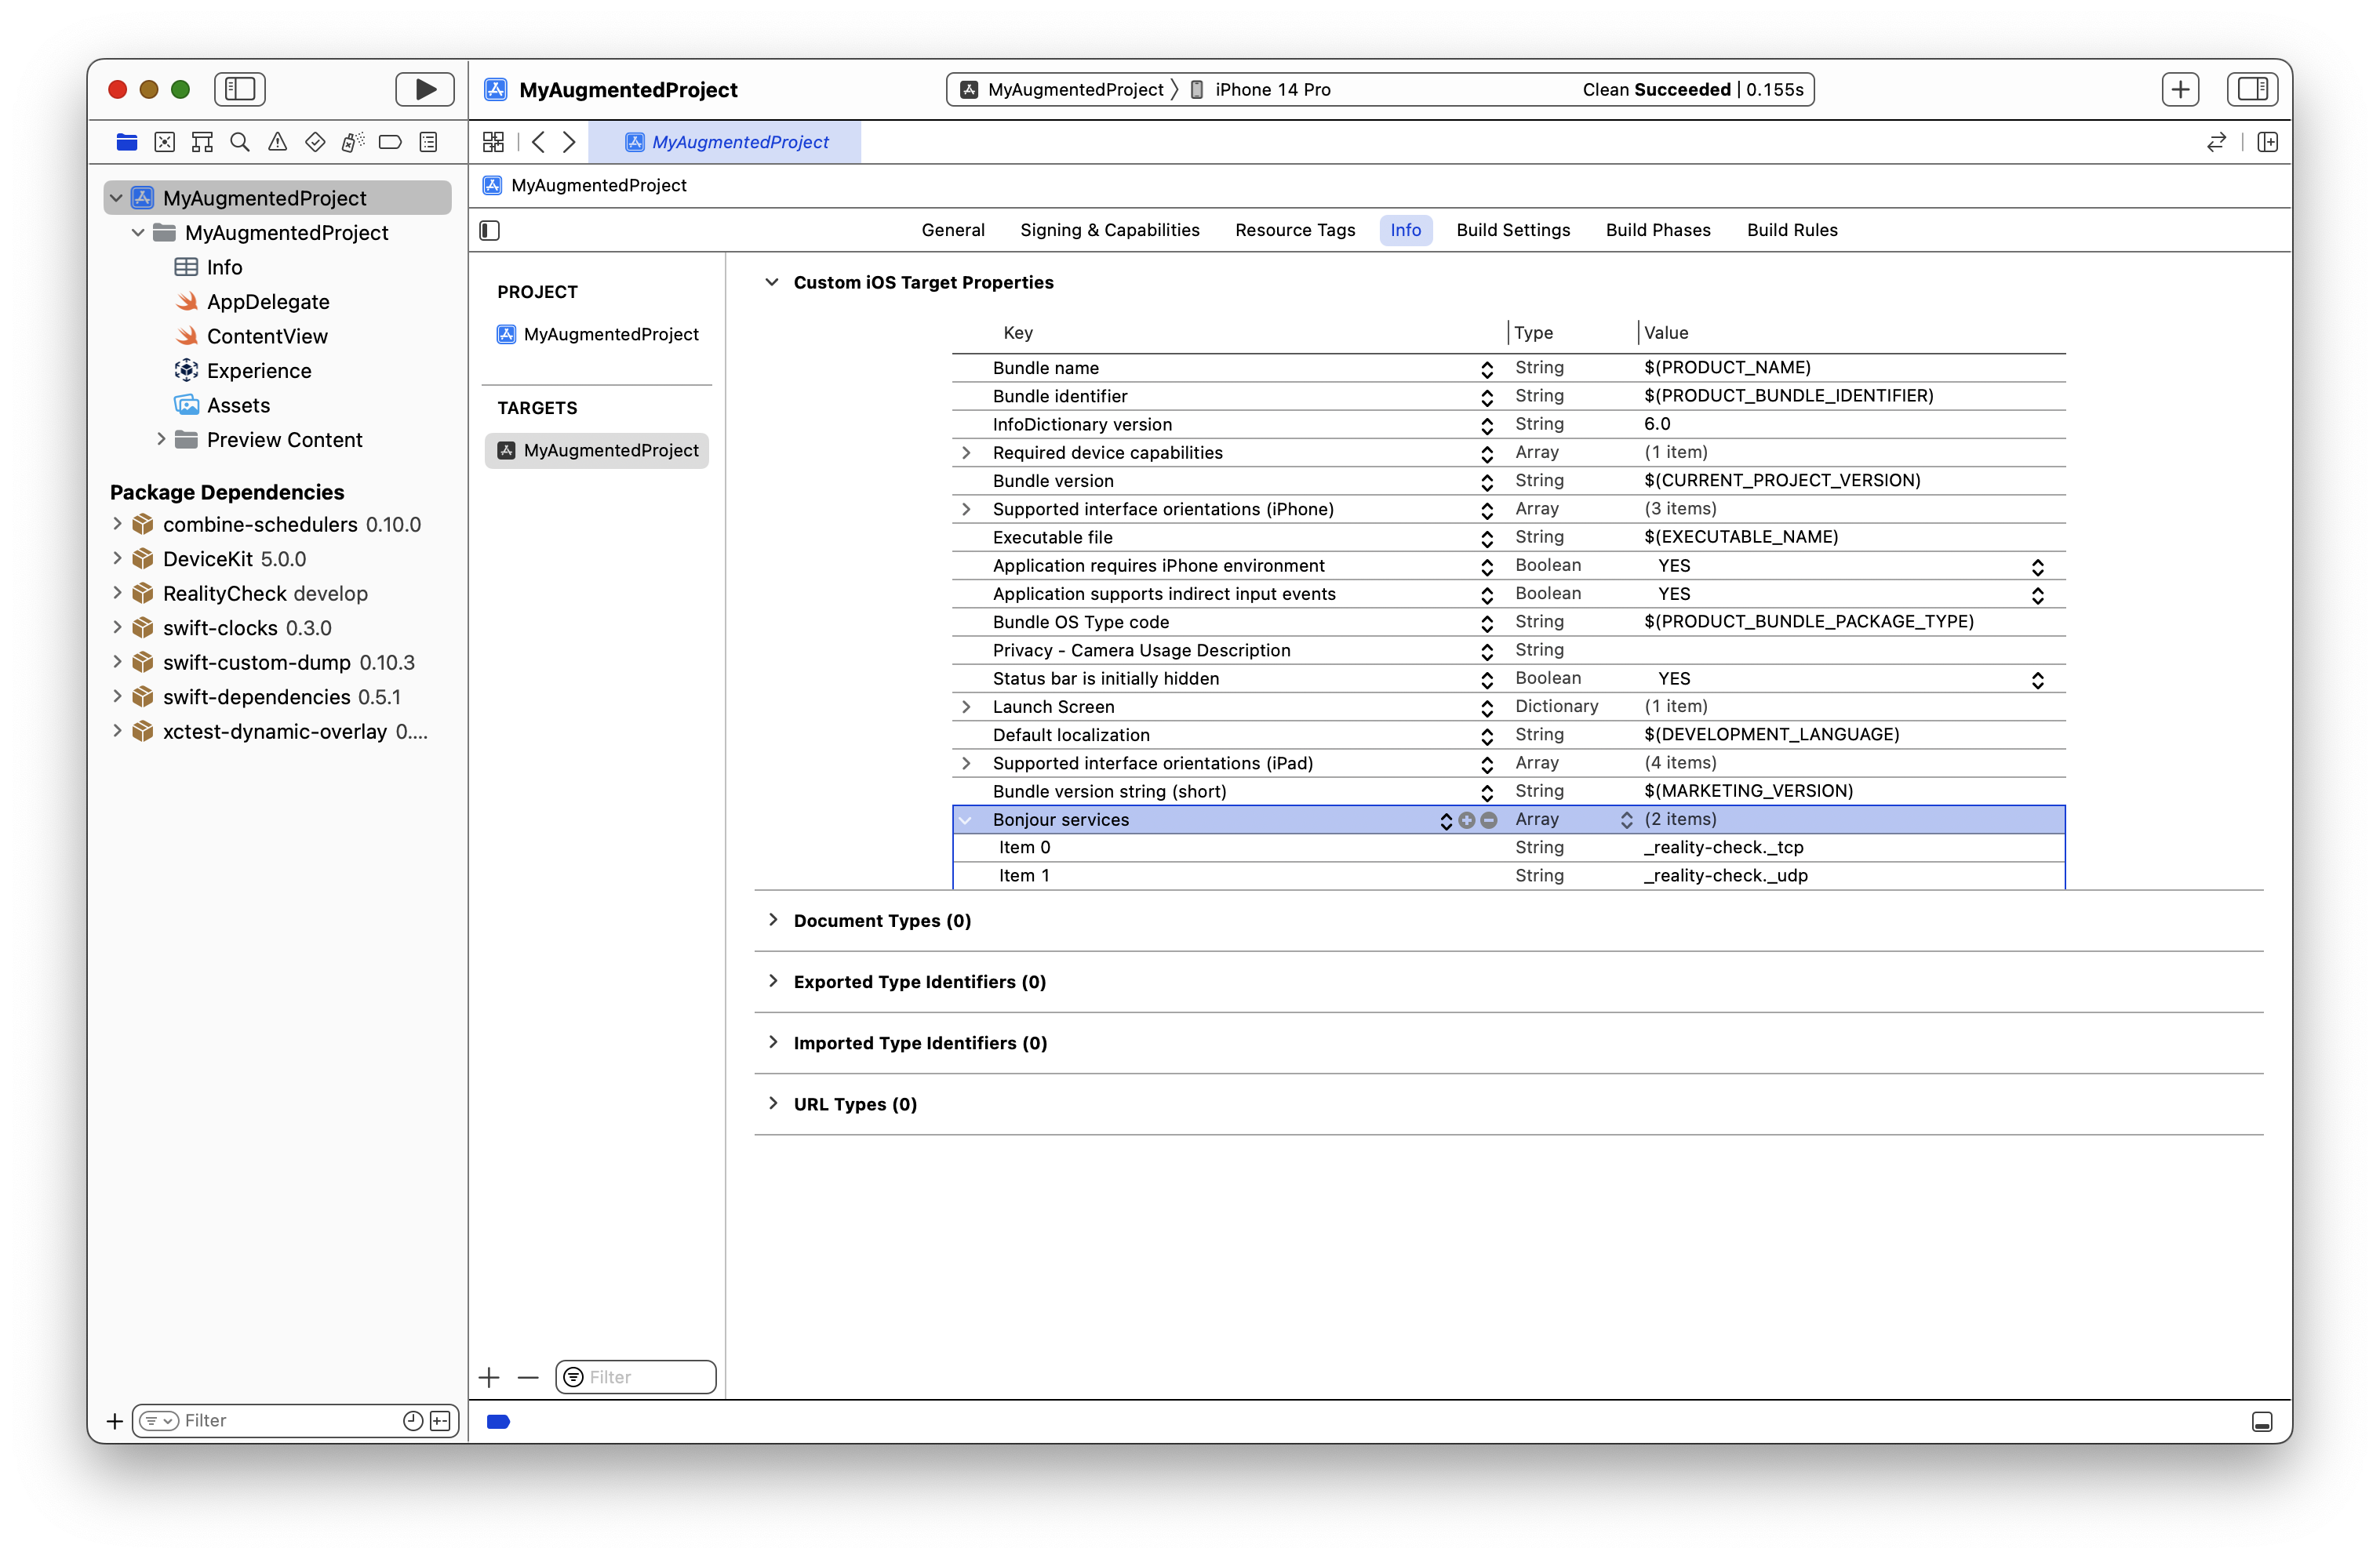 MyAugmentedProject
MyAugmentedProject 〉 iPhone 14 Pro
Clean Succeeded | 0.155s
MyAugmentedProject
MyAugmentedProject
General Signing & Capabilities Resource Tags Info Build Settings Build Phases Build Rules
MyAugmentedProject
MyAugmentedProject
Info
AppDelegate
ContentView
Experience
Assets
Preview Content
Package Dependencies
combine-schedulers 0.10.0
DeviceKit 5.0.0
RealityCheck develop
swift-clocks 0.3.0
swift-custom-dump 0.10.3
swift-dependencies 0.5.1
xctest-dynamic-overlay 0....
Filter
PROJECT
MyAugmentedProject
TARGETS
MyAugmentedProject
Filter
Custom iOS Target Properties
Key Type Value
Bundle name String $(PRODUCT_NAME)
Bundle identifier String $(PRODUCT_BUNDLE_IDENTIFIER)
InfoDictionary version String 6.0
Required device capabilities Array (1 item)
Bundle version String $(CURRENT_PROJECT_VERSION)
Supported interface orientations (iPhone) Array (3 items)
Executable file String $(EXECUTABLE_NAME)
Application requires iPhone environment Boolean YES
Application supports indirect input events Boolean YES
Bundle OS Type code String $(PRODUCT_BUNDLE_PACKAGE_TYPE)
Privacy - Camera Usage Description String
Status bar is initially hidden Boolean YES
Launch Screen Dictionary (1 item)
Default localization String $(DEVELOPMENT_LANGUAGE)
Supported interface orientations (iPad) Array (4 items)
Bundle version string (short) String $(MARKETING_VERSION)
Bonjour services Array (2 items)
Item 0 String _reality-check._tcp
Item 1 String _reality-check._udp
Document Types (0)
Exported Type Identifiers (0)
Imported Type Identifiers (0)
URL Types (0)